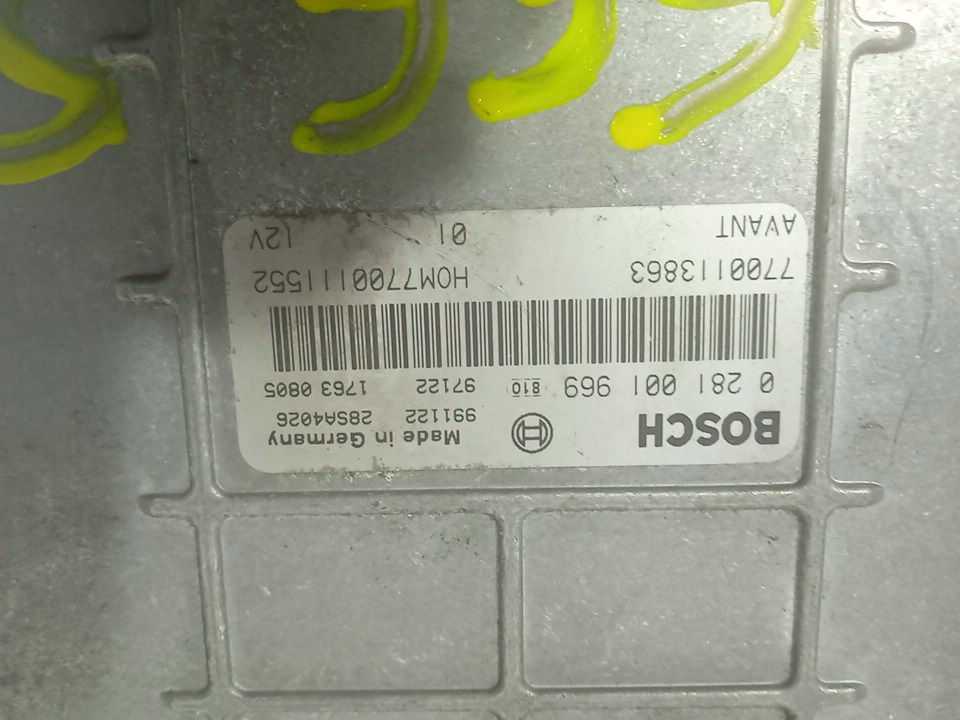 BOSCH Made in Germany
991122 28SA4026
0 281 001 969 810 97122 1763 0805
7700113863 HOM7700111552
AVANT 01 12V